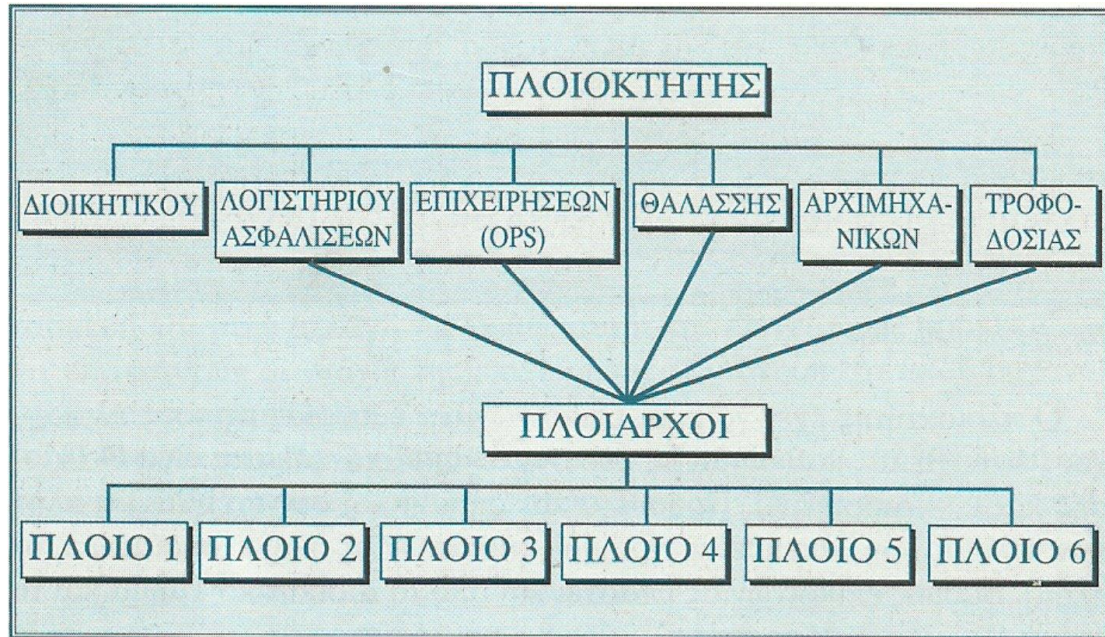 ΠΛΟΙΟΚΤΗΤΗΣ
ΔΙΟΙΚΗΤΙΚΟΥ
ΛΟΓΙΣΤΗΡΙΟΥ
ΑΣΦΑΛΙΣΕΩΝ
ΕΠΙΧΕΙΡΗΣΕΩΝ
(OPS)
ΘΑΛΑΣΣΗΣ
ΑΡΧΙΜΗΧΑ-
ΝΙΚΩΝ
ΤΡΟΦΟ-
ΔΟΣΙΑΣ
ΠΛΟΙΑΡΧΟΙ
ΠΛΟΙΟ 1
ΠΛΟΙΟ 2
ΠΛΟΙΟ 3
ΠΛΟΙΟ 4
ΠΛΟΙΟ 5
ΠΛΟΙΟ 6